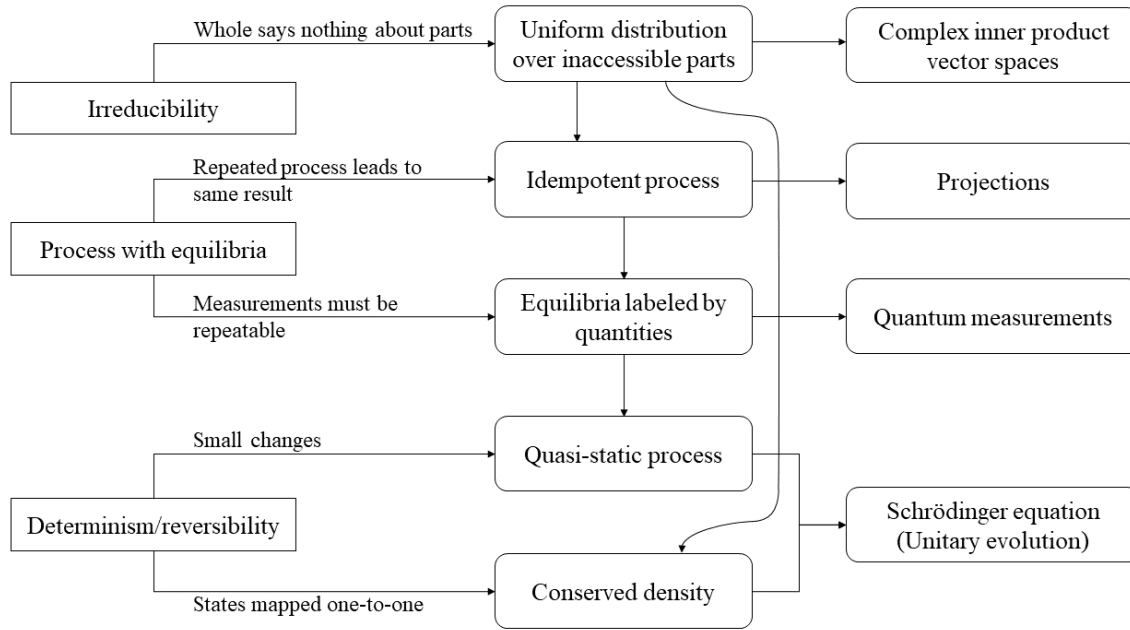 Whole says nothing about parts
Uniform distribution
over inaccessible parts
Complex inner product
vector spaces
Irreducibility
Repeated process leads to
same result
Idempotent process
Projections
Process with equilibria
Measurements must be
repeatable
Equilibria labeled by
quantities
Quantum measurements
Small changes
Quasi-static process
Determinism/reversibility
Schrödinger equation
(Unitary evolution)
States mapped one-to-one
Conserved density